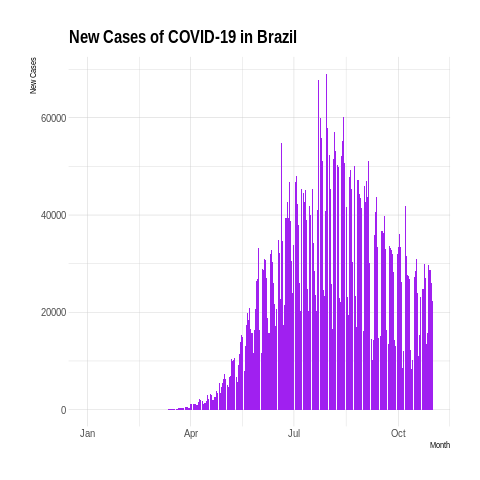 New Cases of COVID-19 in Brazil
New Cases
60000
40000
20000
0
Jan Apr Jul Oct
Month